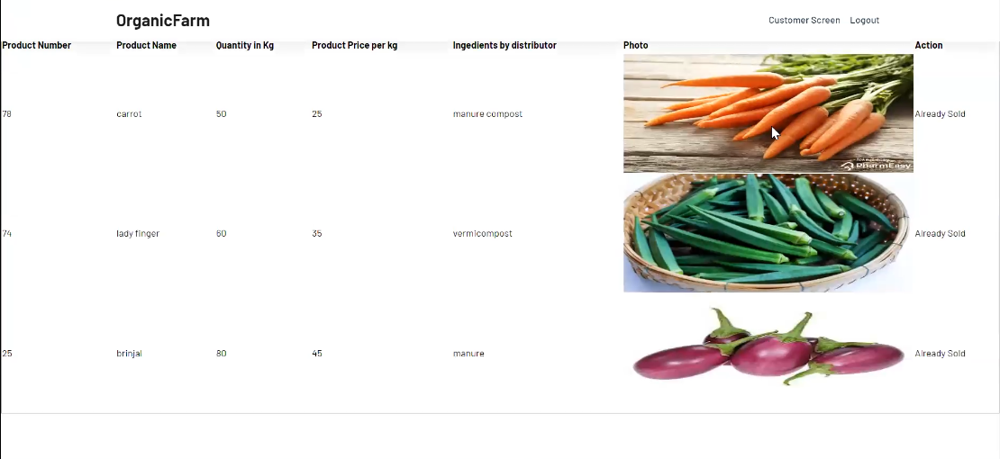 OrganicFarm
Customer Screen Logout
Product Number Product Name Quantity in Kg Product Price per kg Ingedients by distributor Photo Action
78 carrot 50 25 manure compost Already Sold
PharmEasy
74 lady finger 60 35 vermicompost Already Sold
25 brinjal 80 45 manure Already Sold